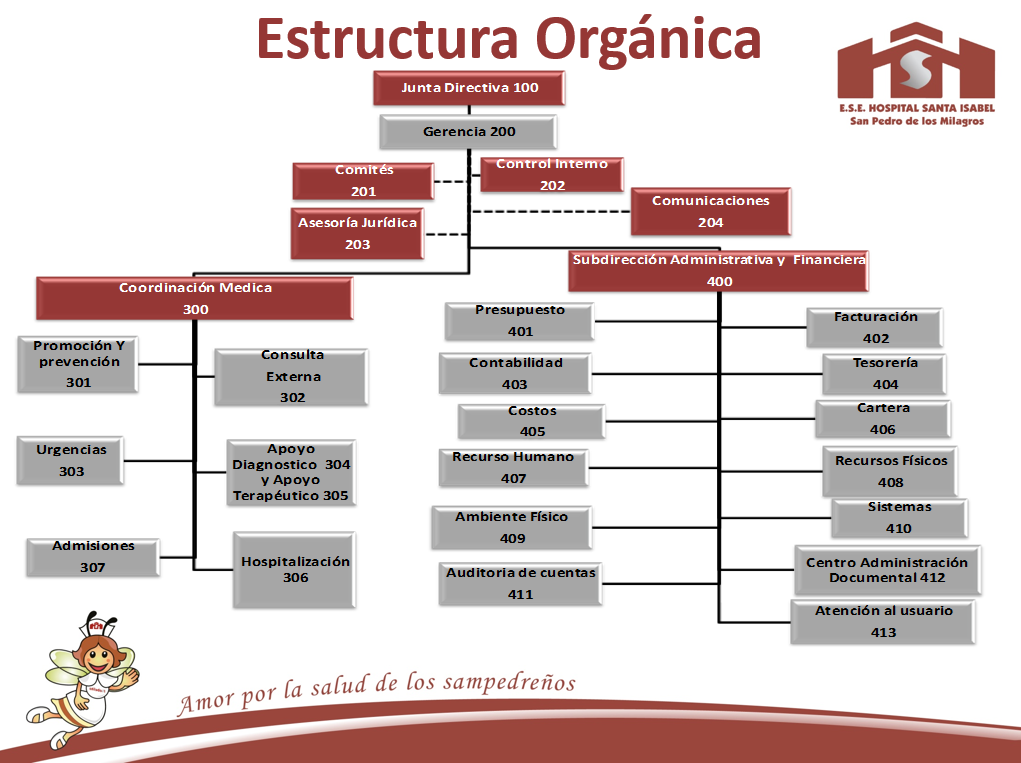 Estructura Orgánica
E.S.E. HOSPITAL SANTA ISABEL
San Pedro de los Milagros
Junta Directiva 100
Gerencia 200
Comités
201
Control Interno
202
Asesoría Jurídica
203
Comunicaciones
204
Coordinación Medica
300
Subdirección Administrativa y Financiera
400
Promoción Y
prevención
301
Consulta
Externa
302
Urgencias
303
Apoyo
Diagnostico 304
y Apoyo
Terapéutico 305
Admisiones
307
Hospitalización
306
Presupuesto
401
Facturación
402
Contabilidad
403
Tesorería
404
Costos
405
Cartera
406
Recurso Humano
407
Recursos Físicos
408
Ambiente Físico
409
Sistemas
410
Auditoria de cuentas
411
Centro Administración
Documental 412
Atención al usuario
413
Amor por la salud de los sampedreños